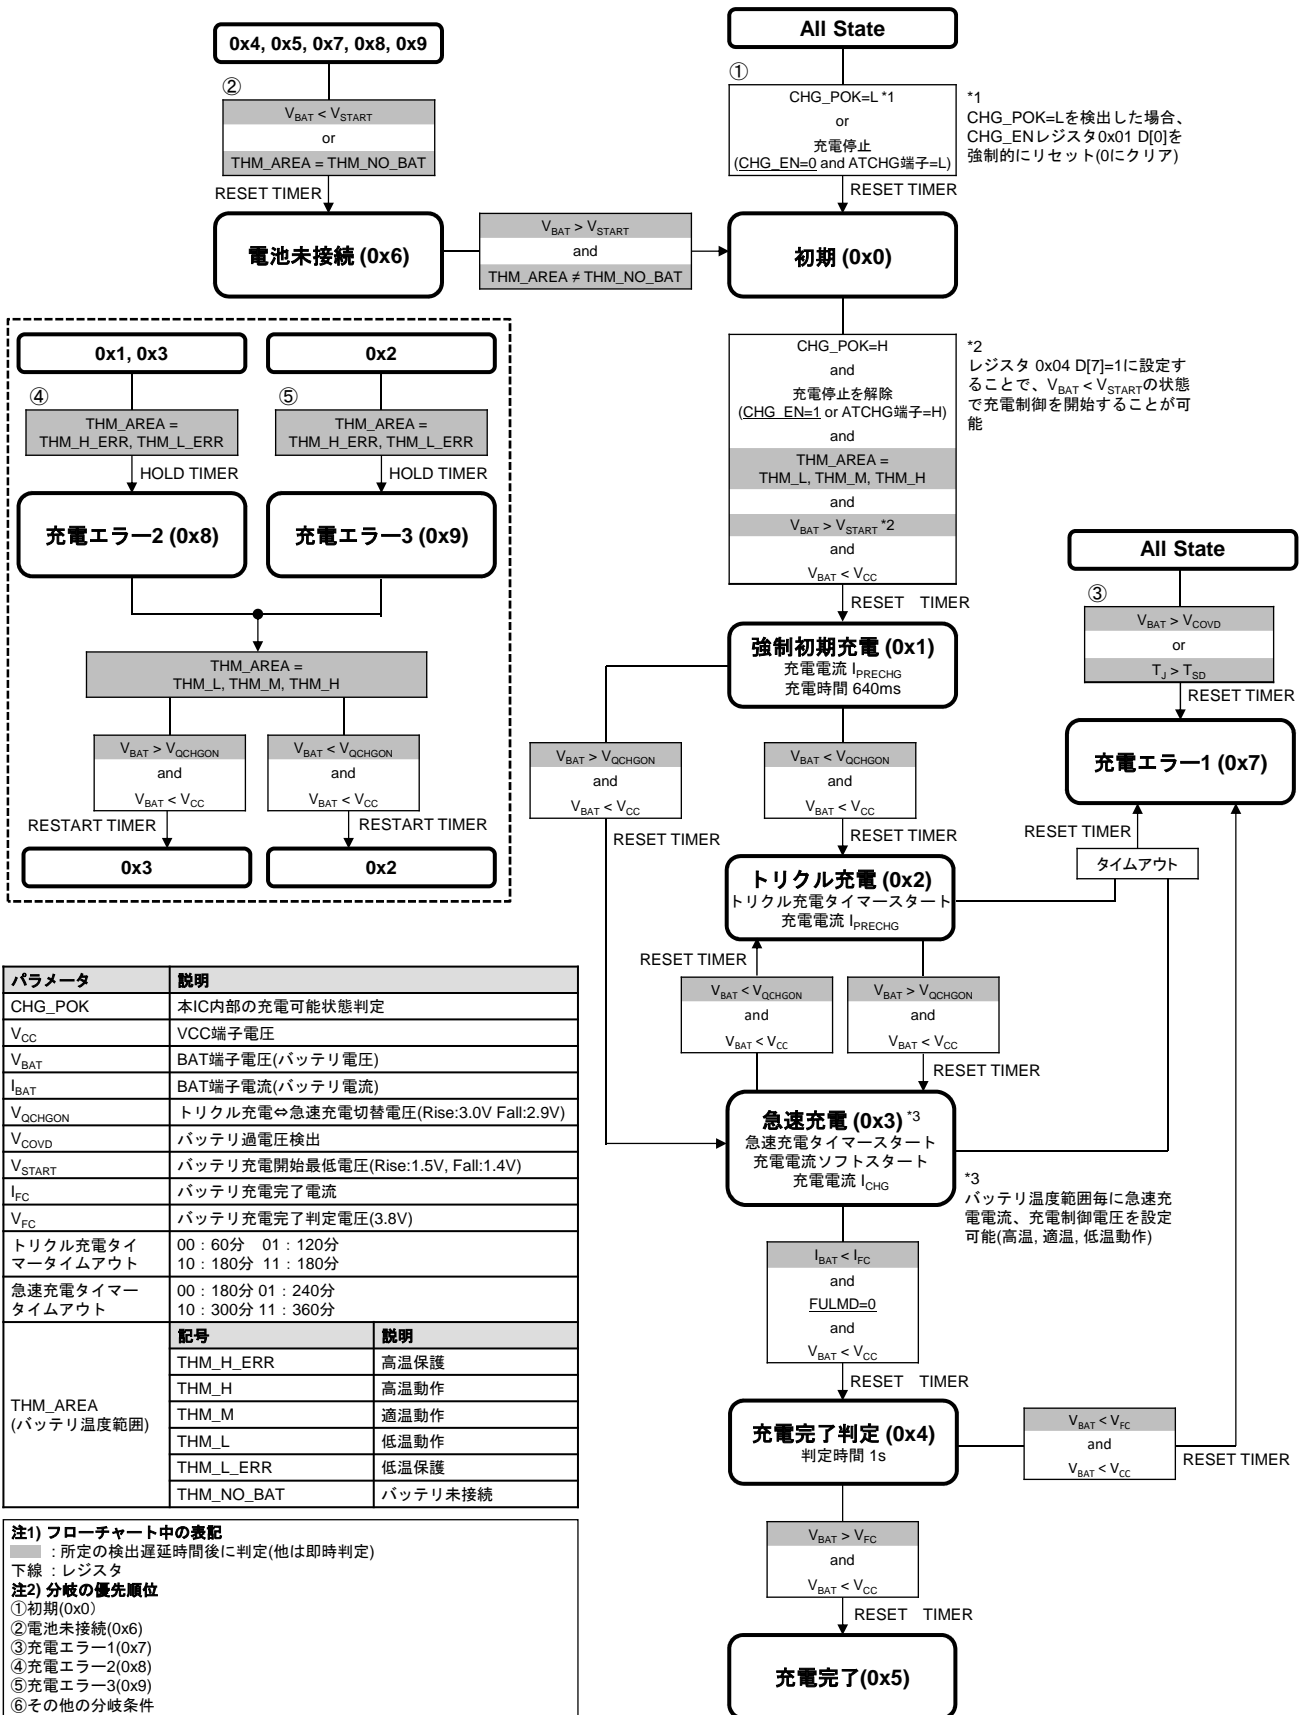 0x4, 0x5, 0x7, 0x8, 0x9
②
VBAT < VSTART
or
THM_AREA = THM_NO_BAT
RESET TIMER
電池未接続 (0x6)
VBAT > VSTART
and
THM_AREA ≠ THM_NO_BAT
All State
①
CHG_POK=L *1
or
充電停止
(CHG_EN=0 and ATCHG端子=L)
RESET TIMER
*1
CHG_POK=Lを検出した場合、
CHG_ENレジスタ0x01 D[0]を
強制的にリセット(0にクリア)
初期 (0x0)
CHG_POK=H
and
充電停止を解除
(CHG_EN=1 or ATCHG端子=H)
and
THM_AREA =
THM_L, THM_M, THM_H
and
VBAT > VSTART *2
and
VBAT < VCC
RESET TIMER
*2
レジスタ 0x04 D[7]=1に設定す
ることで、VBAT < VSTARTの状態
で充電制御を開始することが可
能
0x1, 0x3
④
THM_AREA =
THM_H_ERR, THM_L_ERR
HOLD TIMER
充電エラー2 (0x8)
0x2
⑤
THM_AREA =
THM_H_ERR, THM_L_ERR
HOLD TIMER
充電エラー3 (0x9)
THM_AREA =
THM_L, THM_M, THM_H
VBAT > VQCHGON
and
VBAT < VCC
RESTART TIMER
0x3
VBAT < VQCHGON
and
VBAT < VCC
RESTART TIMER
0x2
All State
③
VBAT > VCOVD
or
TJ > TSD
RESET TIMER
充電エラー1 (0x7)
RESET TIMER
タイムアウト
強制初期充電 (0x1)
充電電流 IPRECHG
充電時間 640ms
VBAT > VQCHGON
and
VBAT < VCC
RESET TIMER
VBAT < VQCHGON
and
VBAT < VCC
RESET TIMER
トリクル充電 (0x2)
トリクル充電タイマースタート
充電電流 IPRECHG
RESET TIMER
VBAT < VQCHGON
and
VBAT < VCC
VBAT > VQCHGON
and
VBAT < VCC
RESET TIMER
急速充電 (0x3) *3
急速充電タイマースタート
充電電流ソフトスタート
充電電流 ICHG
*3
バッテリ温度範囲毎に急速充
電電流、充電制御電圧を設定
可能(高温, 適温, 低温動作)
IBAT < IFC
and
FULMD=0
and
VBAT < VCC
RESET TIMER
充電完了判定 (0x4)
判定時間 1s
VBAT < VFC
and
VBAT < VCC
RESET TIMER
VBAT > VFC
and
VBAT < VCC
RESET TIMER
充電完了(0x5)
パラメータ 説明
CHG_POK 本IC内部の充電可能状態判定
VCC VCC端子電圧
VBAT BAT端子電圧(バッテリ電圧)
IBAT BAT端子電流(バッテリ電流)
VQCHGON トリクル充電⇔急速充電切替電圧(Rise:3.0V Fall:2.9V)
VCOVD バッテリ過電圧検出
VSTART バッテリ充電開始最低電圧(Rise:1.5V, Fall:1.4V)
IFC バッテリ充電完了電流
VFC バッテリ充電完了判定電圧(3.8V)
トリクル充電タイ 00：60分 01：120分
マータイムアウト 10：180分 11：180分
急速充電タイマー 00：180分 01：240分
タイムアウト 10：300分 11：360分
THM_AREA
(バッテリ温度範囲)
記号 説明
THM_H_ERR 高温保護
THM_H 高温動作
THM_M 適温動作
THM_L 低温動作
THM_L_ERR 低温保護
THM_NO_BAT バッテリ未接続
注1) フローチャート中の表記
：所定の検出遅延時間後に判定(他は即時判定)
下線：レジスタ
注2) 分岐の優先順位
①初期(0x0）
②電池未接続(0x6)
③充電エラー1(0x7)
④充電エラー2(0x8)
⑤充電エラー3(0x9)
⑥その他の分岐条件